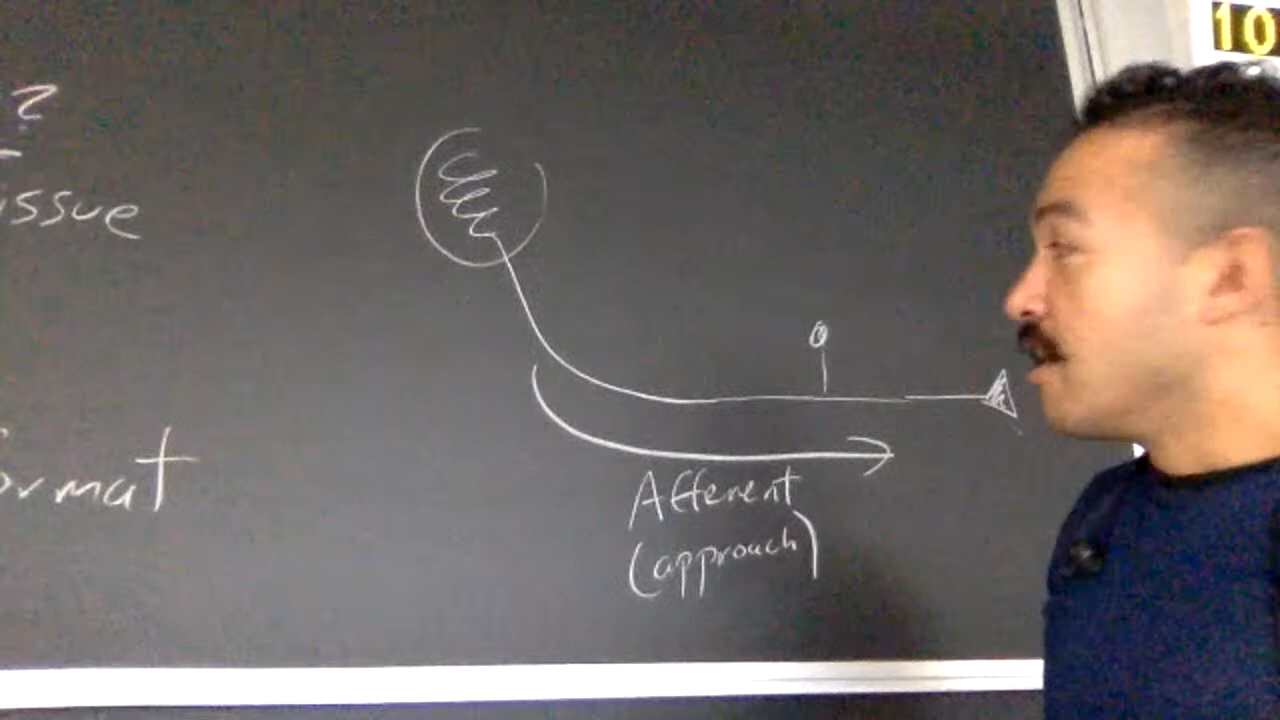 ?
issue
ormat
Afferent
(approach)
10